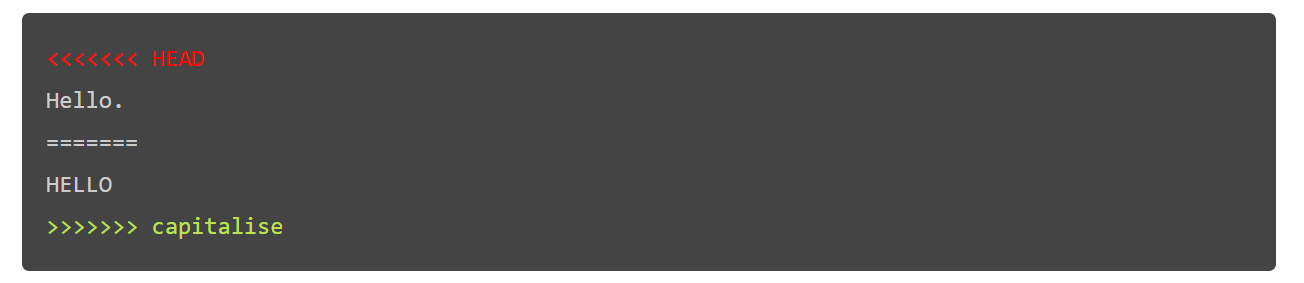 <<<<<<< HEAD
Hello.
=======
HELLO
>>>>>>> capitalise